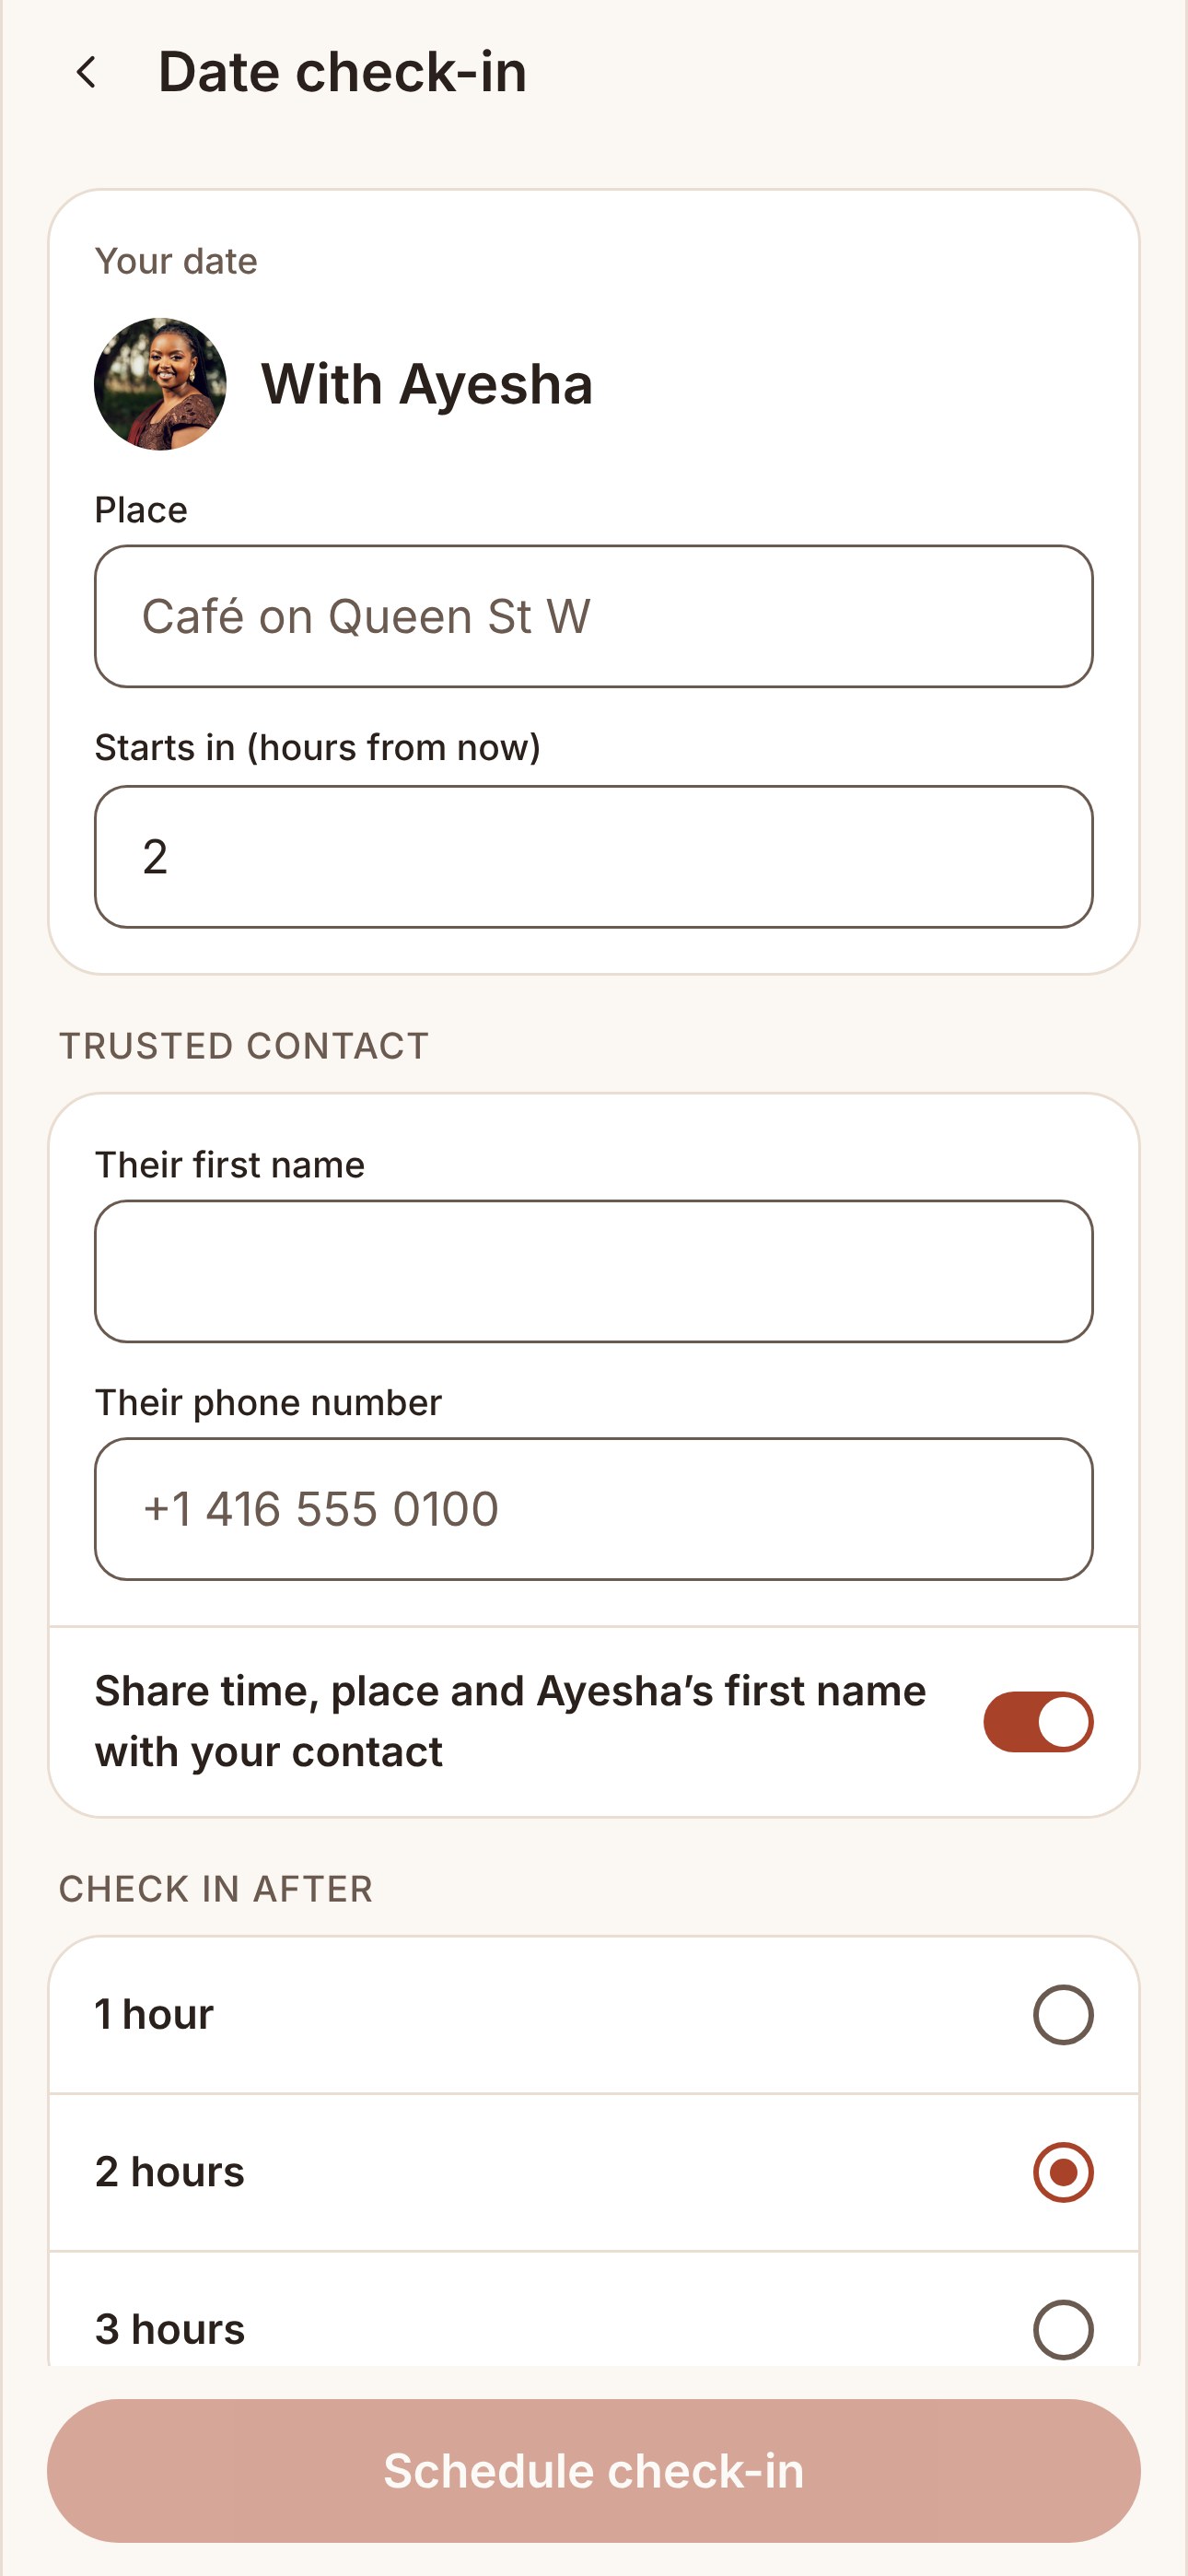 Date check-in
Your date
With Ayesha
Place
Café on Queen St W
Starts in (hours from now)
2
TRUSTED CONTACT
Their first name
Their phone number
+1 416 555 0100
Share time, place and Ayesha’s first name
with your contact
CHECK IN AFTER
1 hour
2 hours
3 hours
Schedule check-in